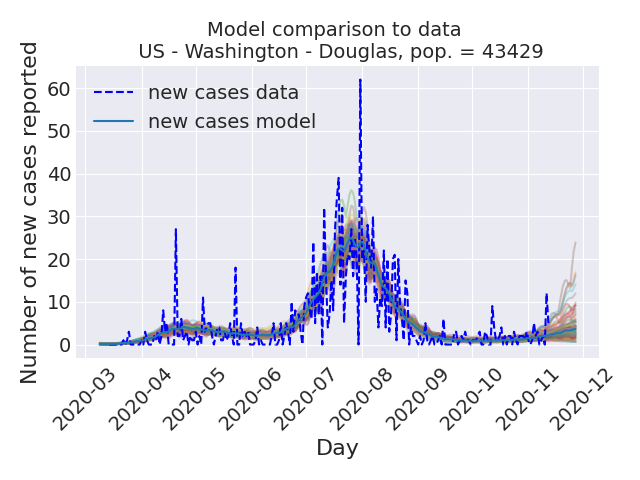 Model comparison to data
US - Washington - Douglas, pop. = 43429
Number of new cases reported
60
50
40
30
20
10
0
new cases data
new cases model
2020-03
2020-04
2020-05
2020-06
2020-07
2020-08
2020-09
2020-10
2020-11
2020-12
Day